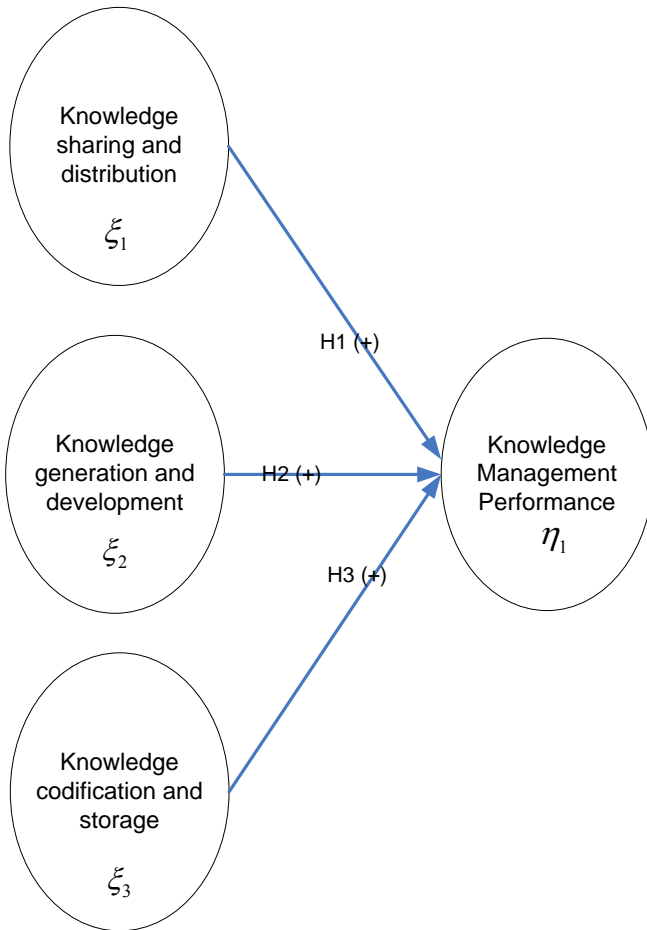 Knowledge
sharing and
distribution
ξ₁
H1 (+)
Knowledge
generation and
development
ξ₂
H2 (+)
Knowledge
Management
Performance
η₁
H3 (+)
Knowledge
codification and
storage
ξ₃